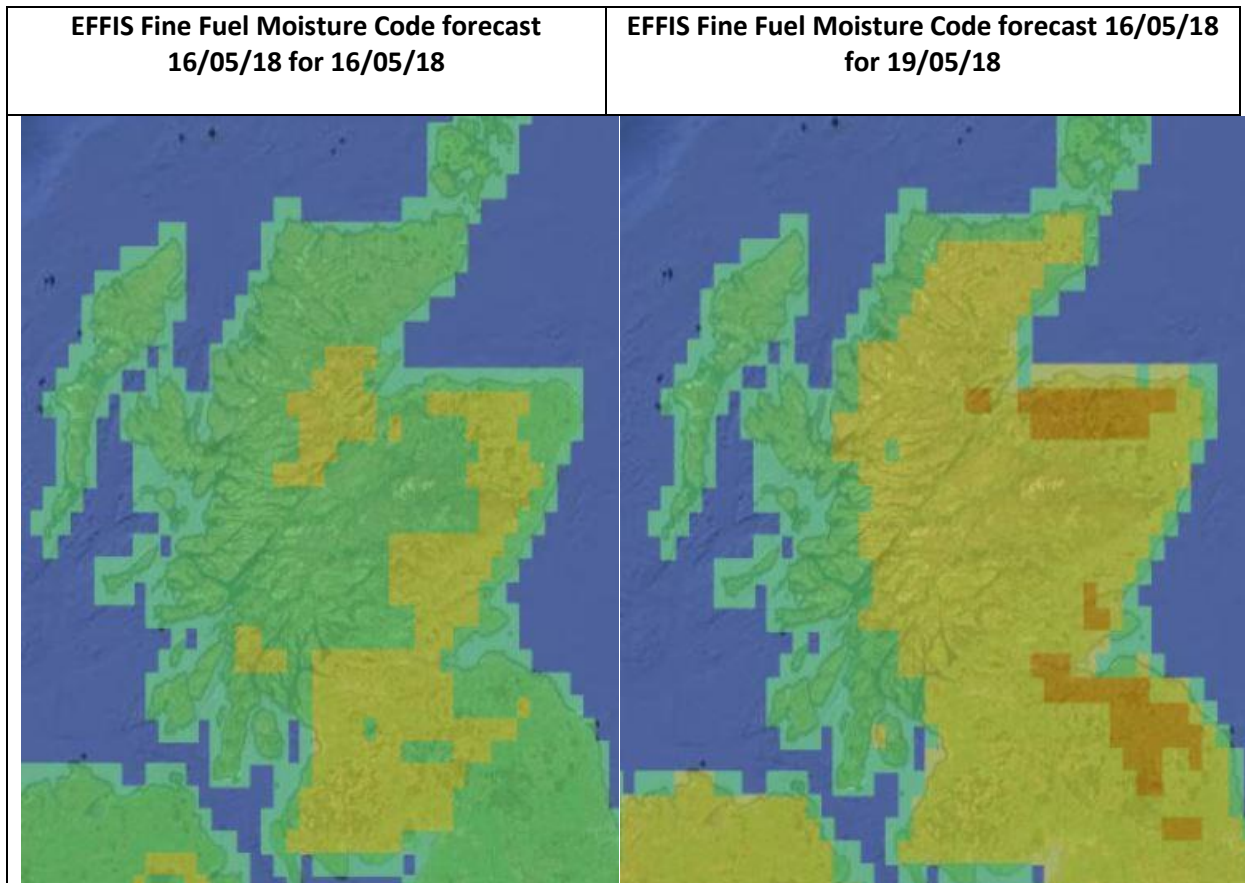 EFFIS Fine Fuel Moisture Code forecast
16/05/18 for 16/05/18
EFFIS Fine Fuel Moisture Code forecast 16/05/18
for 19/05/18